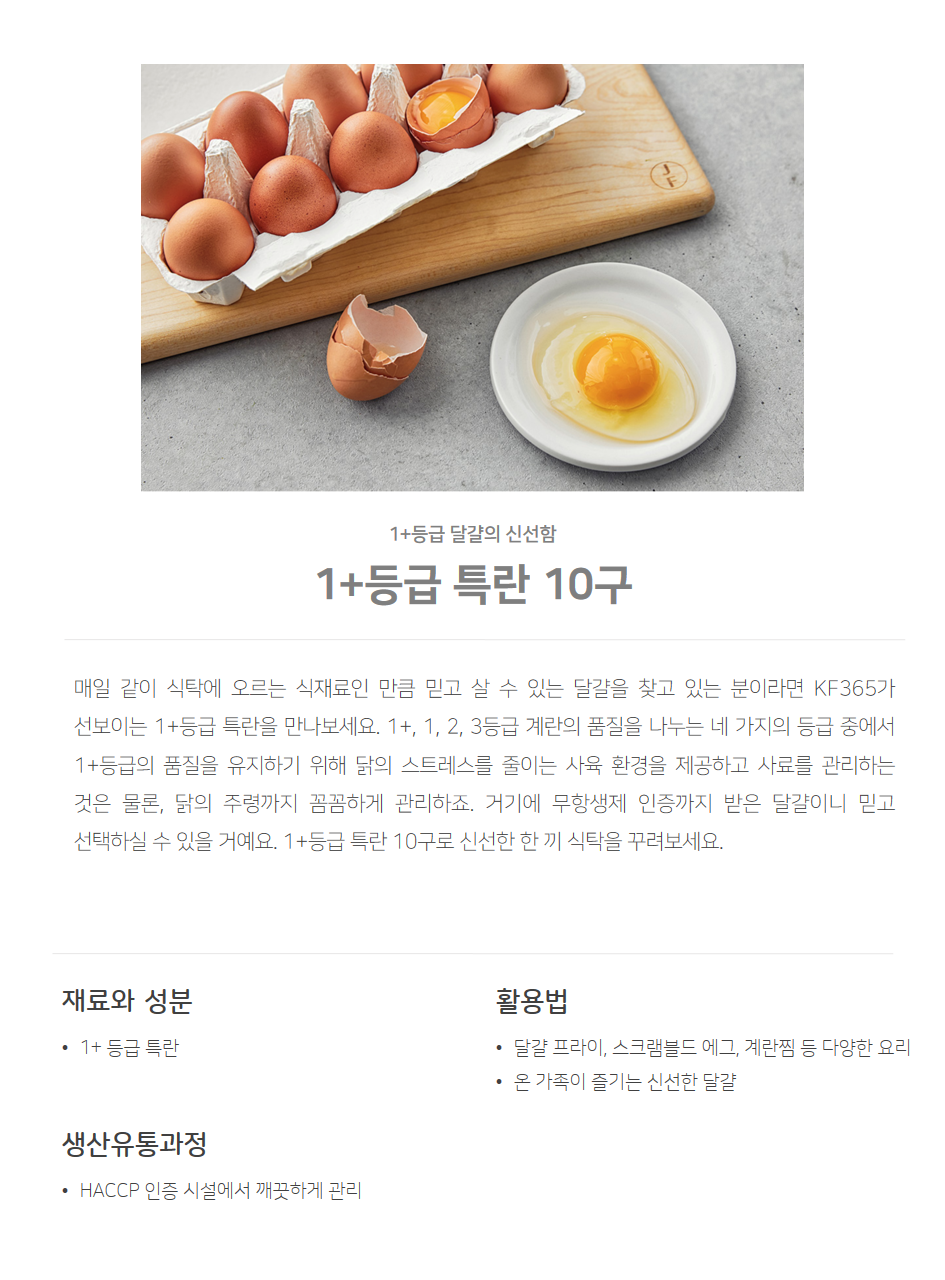 JF
1+등급 달걀의 신선함
1+등급 특란 10구
매일 같이 식탁에 오르는 식재료인 만큼 믿고 살 수 있는 달걀을 찾고 있는 분이라면 KF365가
선보이는 1+등급 특란을 만나보세요. 1+, 1, 2, 3등급 계란의 품질을 나누는 네 가지의 등급 중에서
1+등급의 품질을 유지하기 위해 닭의 스트레스를 줄이는 사육 환경을 제공하고 사료를 관리하는
것은 물론, 닭의 주령까지 꼼꼼하게 관리하죠. 거기에 무항생제 인증까지 받은 달걀이니 믿고
선택하실 수 있을 거예요. 1+등급 특란 10구로 신선한 한 끼 식탁을 꾸려보세요.
재료와 성분
• 1+ 등급 특란
활용법
• 달걀 프라이, 스크램블드 에그, 계란찜 등 다양한 요리
• 온 가족이 즐기는 신선한 달걀
생산유통과정
• HACCP 인증 시설에서 깨끗하게 관리